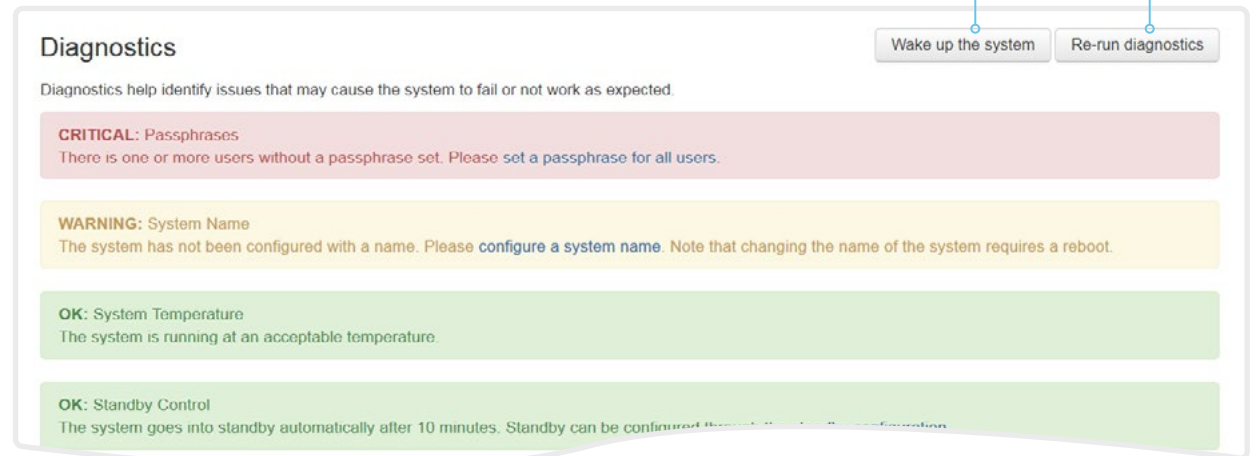 Diagnostics
Wake up the system
Re-run diagnostics
Diagnostics help identify issues that may cause the system to fail or not work as expected.
CRITICAL: Passphrases
There is one or more users without a passphrase set. Please set a passphrase for all users.
WARNING: System Name
The system has not been configured with a name. Please configure a system name. Note that changing the name of the system requires a reboot.
OK: System Temperature
The system is running at an acceptable temperature.
OK: Standby Control
The system goes into standby automatically after 10 minutes. Standby can be configured